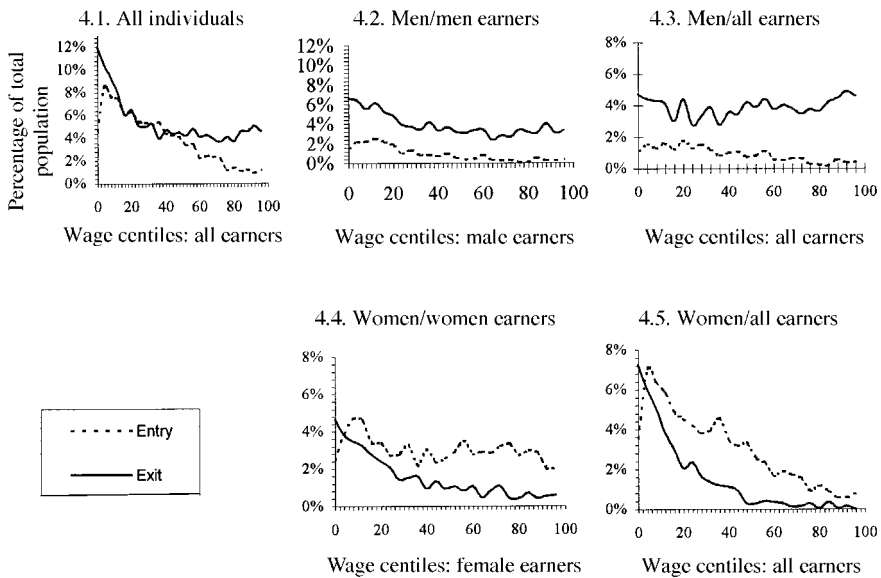 4.1. All individuals
4.2. Men/men earners
4.3. Men/all earners
Percentage of total
population
12%
10%
8%
6%
4%
2%
0%
0 20 40 60 80 100
Wage centiles: all earners
12%
10%
8%
6%
4%
2%
0%
0 20 40 60 80 100
Wage centiles: male earners
8%
6%
4%
2%
0%
0 20 40 60 80 100
Wage centiles: all earners
4.4. Women/women earners
4.5. Women/all earners
8%
6%
4%
2%
0%
0 20 40 60 80 100
Wage centiles: female earners
8%
6%
4%
2%
0%
0 20 40 60 80 100
Wage centiles: all earners
Entry
Exit